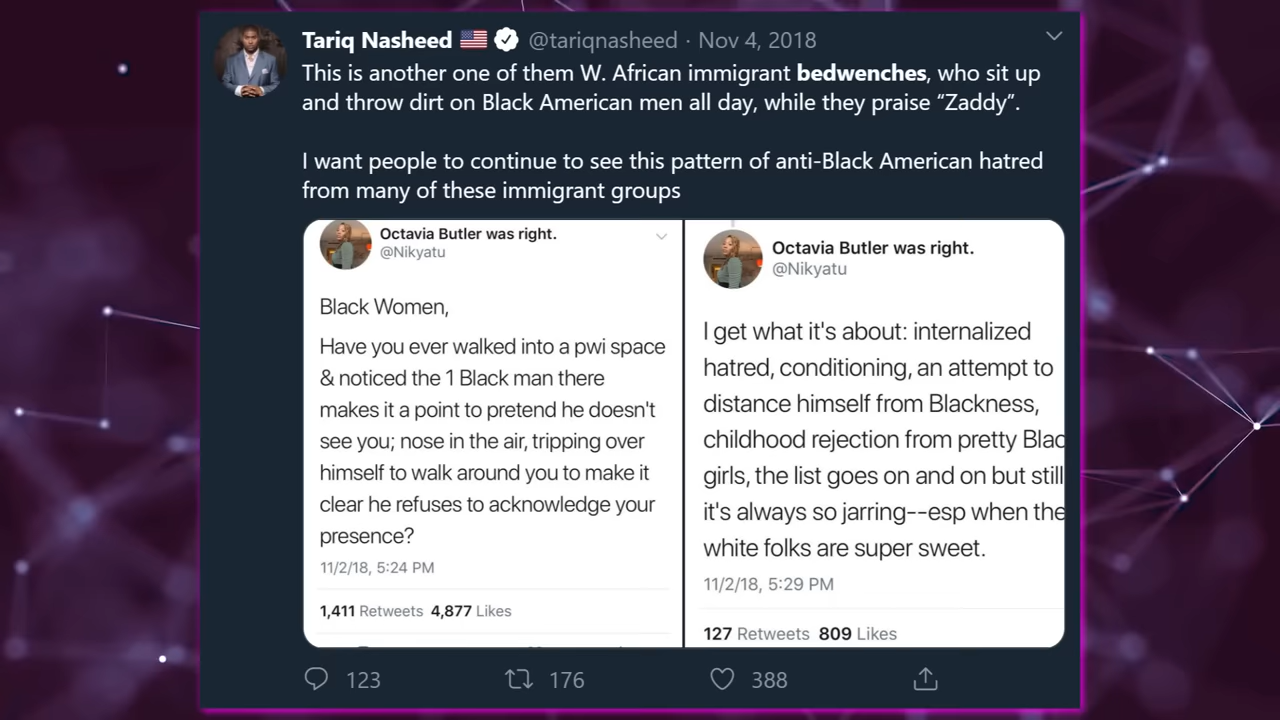 Tariq Nasheed 🇺🇸 @tariqnasheed · Nov 4, 2018
This is another one of them W. African immigrant bedwenches, who sit up
and throw dirt on Black American men all day, while they praise “Zaddy”.
I want people to continue to see this pattern of anti-Black American hatred
from many of these immigrant groups
Octavia Butler was right.
@Nikyatu
Black Women,
Have you ever walked into a pwi space
& noticed the 1 Black man there
makes it a point to pretend he doesn't
see you; nose in the air, tripping over
himself to walk around you to make it
clear he refuses to acknowledge your
presence?
11/2/18, 5:24 PM
1,411 Retweets 4,877 Likes
Octavia Butler was right.
@Nikyatu
I get what it's about: internalized
hatred, conditioning, an attempt to
distance himself from Blackness,
childhood rejection from pretty Blac
girls, the list goes on and on but still
it's always so jarring--esp when the
white folks are super sweet.
11/2/18, 5:29 PM
127 Retweets 809 Likes
123 176 388